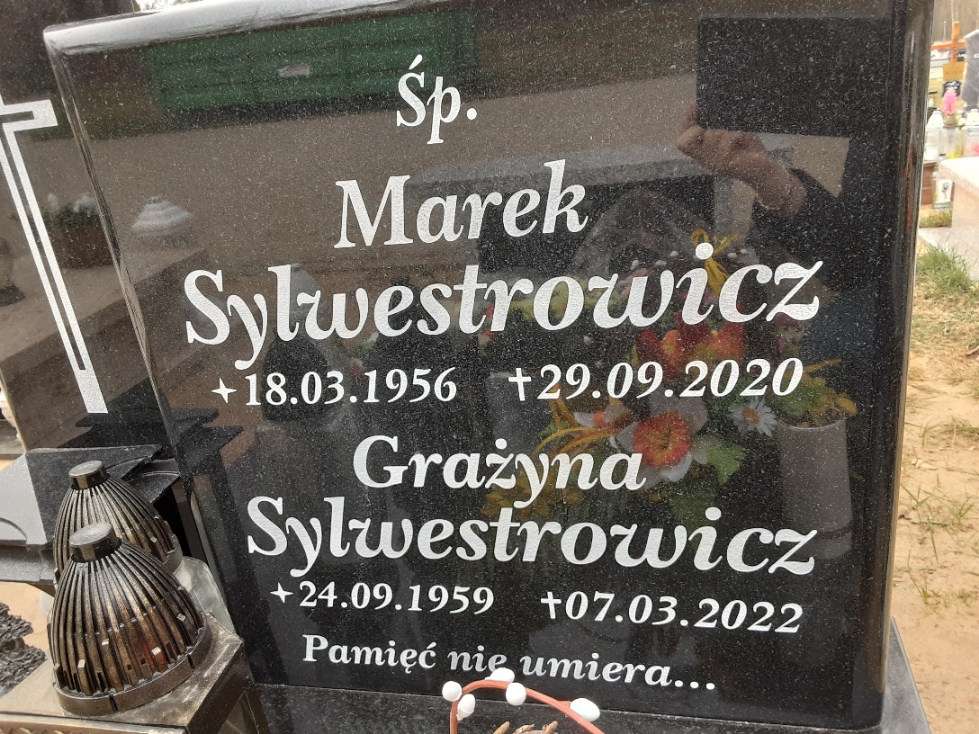 Śp.
Marek
Sylwestrowicz
✦18.03.1956 ✝29.09.2020
Grażyna
Sylwestrowicz
✦24.09.1959 ✝07.03.2022
Pamięć nie umiera...